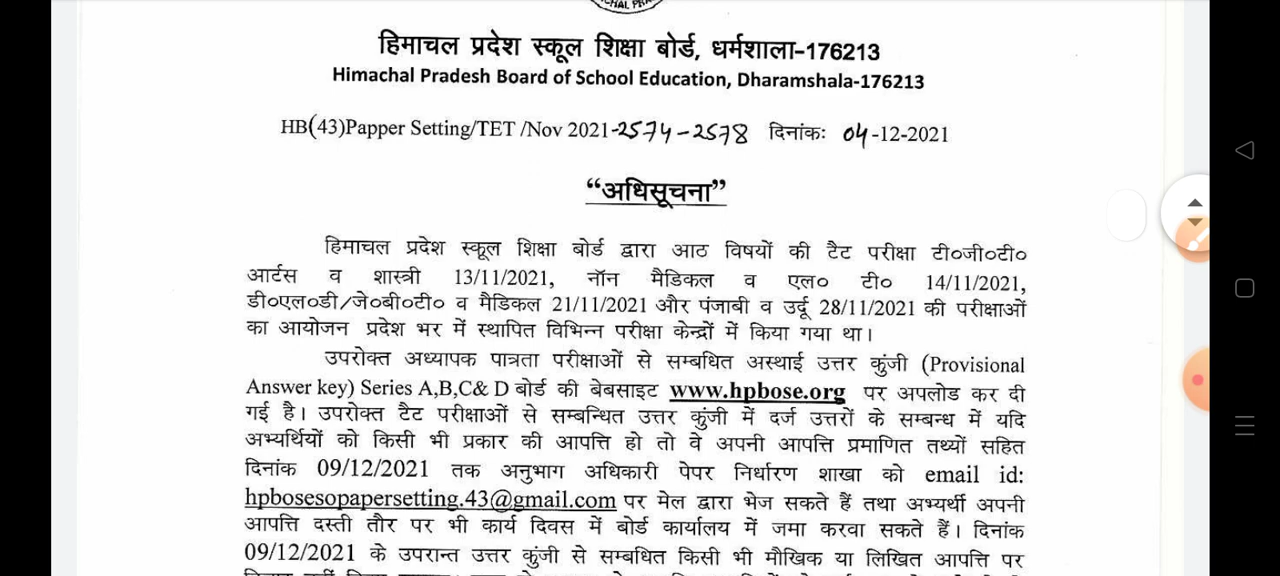 हिमाचल प्रदेश स्कूल शिक्षा बोर्ड, धर्मशाला-176213
Himachal Pradesh Board of School Education, Dharamshala-176213
HB(43)Papper Setting/TET /Nov 2021-2574-2578 दिनांकः 04-12-2021
“अधिसूचना”
हिमाचल प्रदेश स्कूल शिक्षा बोर्ड द्वारा आठ विषयों की टैट परीक्षा टी०जी०टी०
आर्टस व शास्त्री 13/11/2021, नॉन मैडिकल व एल० टी० 14/11/2021,
डी०एल०डी/जे०बी०टी० व मैडिकल 21/11/2021 और पंजाबी व उर्दू 28/11/2021 की परीक्षाओं
का आयोजन प्रदेश भर में स्थापित विभिन्न परीक्षा केन्द्रों में किया गया था।
उपरोक्त अध्यापक पात्रता परीक्षाओं से सम्बधित अस्थाई उत्तर कुंजी (Provisional
Answer key) Series A,B,C& D बोर्ड की बेबसाइट www.hpbose.org पर अपलोड कर दी
गई है। उपरोक्त टैट परीक्षाओं से सम्बन्धित उत्तर कुंजी में दर्ज उत्तरों के सम्बन्ध में यदि
अभ्यर्थियों को किसी भी प्रकार की आपत्ति हो तो वे अपनी आपत्ति प्रमाणित तथ्यों सहित
दिनांक 09/12/2021 तक अनुभाग अधिकारी पेपर निर्धारण शाखा को email id:
hpbosesopapersetting.43@gmail.com पर मेल द्वारा भेज सकते हैं तथा अभ्यर्थी अपनी
आपत्ति दस्ती तौर पर भी कार्य दिवस में बोर्ड कार्यालय में जमा करवा सकते हैं। दिनांक
09/12/2021 के उपरान्त उत्तर कुंजी से सम्बंधित किसी भी मौखिक या लिखित आपत्ति पर